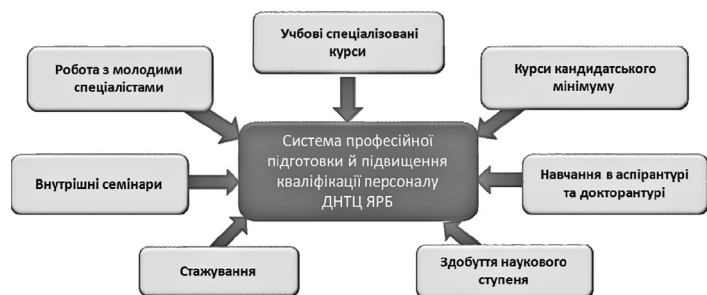 Учбові спеціалізовані
курси
Робота з молодими
спеціалістами
Курси кандидатського
мінімуму
Система професійної
підготовки й підвищення
кваліфікації персоналу
ДНТЦ ЯРБ
Внутрішні семінари
Навчання в аспірантурі
та докторантурі
Стажування
Здобуття наукового
ступеня